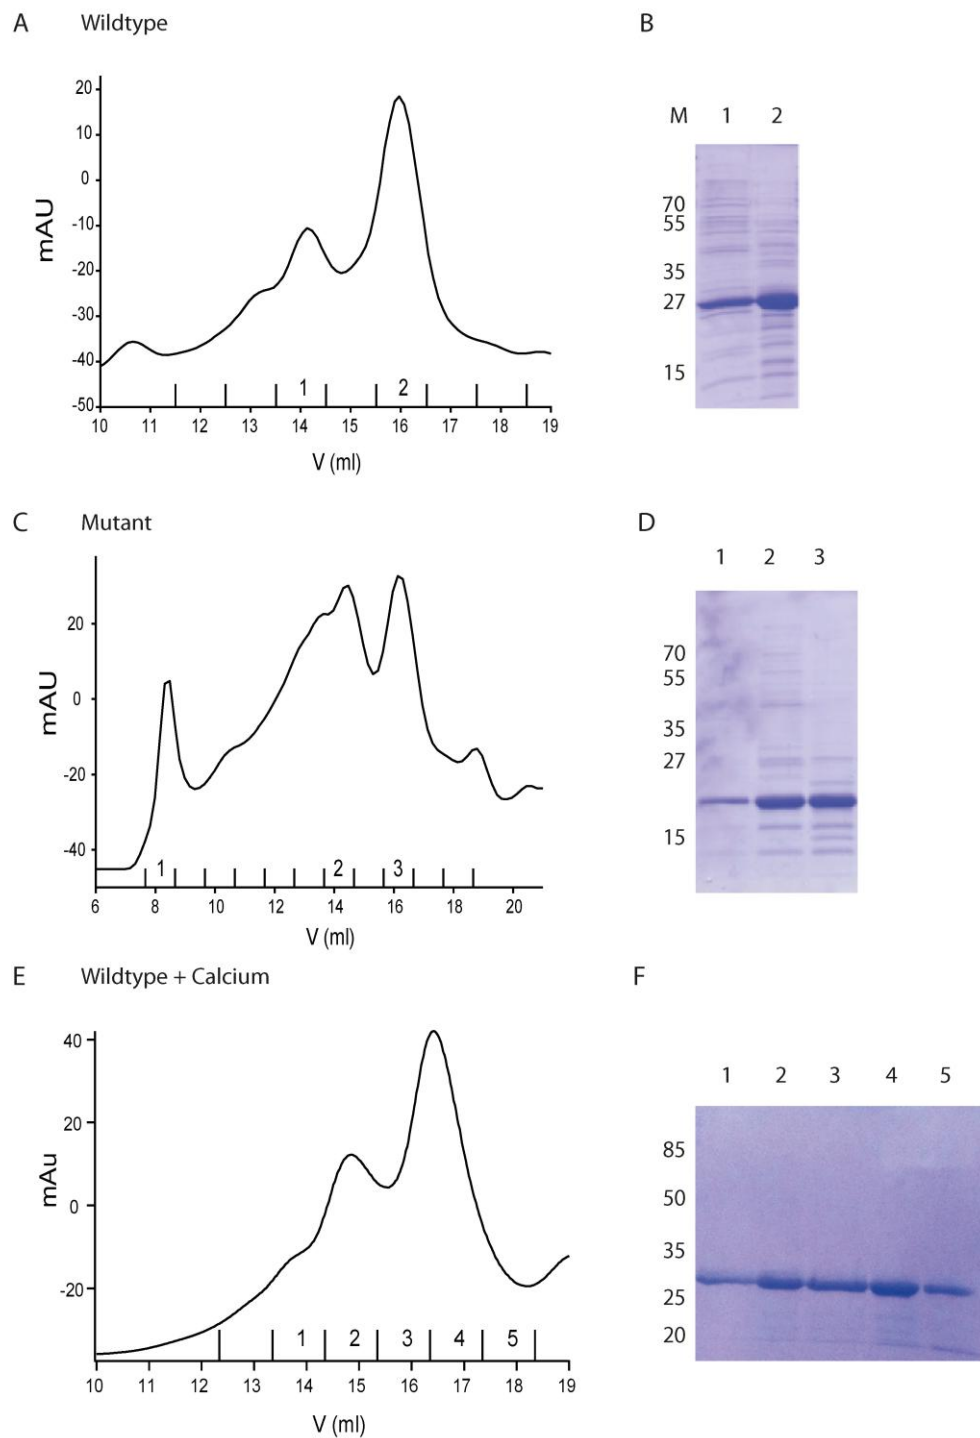 A Wildtype
mAU
20
10
0
-10
-20
-30
-40
-50
1 2
10 11 12 13 14 15 16 17 18 19
V (ml)
B
M 1 2
70
55
35
27
15
C Mutant
mAU
20
0
-20
-40
1 2 3
6 8 10 12 14 16 18 20
V (ml)
D
1 2 3
70
55
35
27
15
E Wildtype + Calcium
mAu
40
20
0
-20
1 2 3 4 5
10 11 12 13 14 15 16 17 18 19
V (ml)
F
1 2 3 4 5
85
50
35
25
20